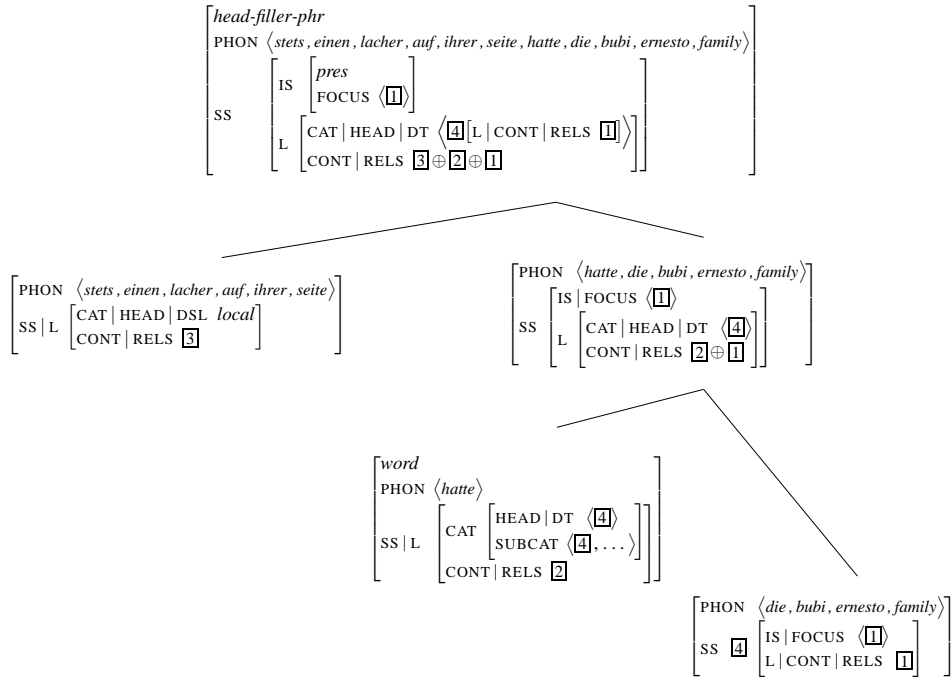 head-filler-phr
PHON ⟨stets, einen, lacher, auf, ihrer, seite, hatte, die, bubi, ernesto, family⟩
SS
IS
pres
FOCUS ⟨1⟩
L
CAT | HEAD | DT ⟨4[L | CONT | RELS 1]⟩
CONT | RELS 3 ⊕ 2 ⊕ 1
PHON ⟨stets, einen, lacher, auf, ihrer, seite⟩
SS | L
CAT | HEAD | DSL local
CONT | RELS 3
PHON ⟨hatte, die, bubi, ernesto, family⟩
SS
IS | FOCUS ⟨1⟩
L
CAT | HEAD | DT ⟨4⟩
CONT | RELS 2 ⊕ 1
word
PHON ⟨hatte⟩
SS | L
CAT
HEAD | DT ⟨4⟩
SUBCAT ⟨4, ...⟩
CONT | RELS 2
PHON ⟨die, bubi, ernesto, family⟩
SS 4
IS | FOCUS ⟨1⟩
L | CONT | RELS 1